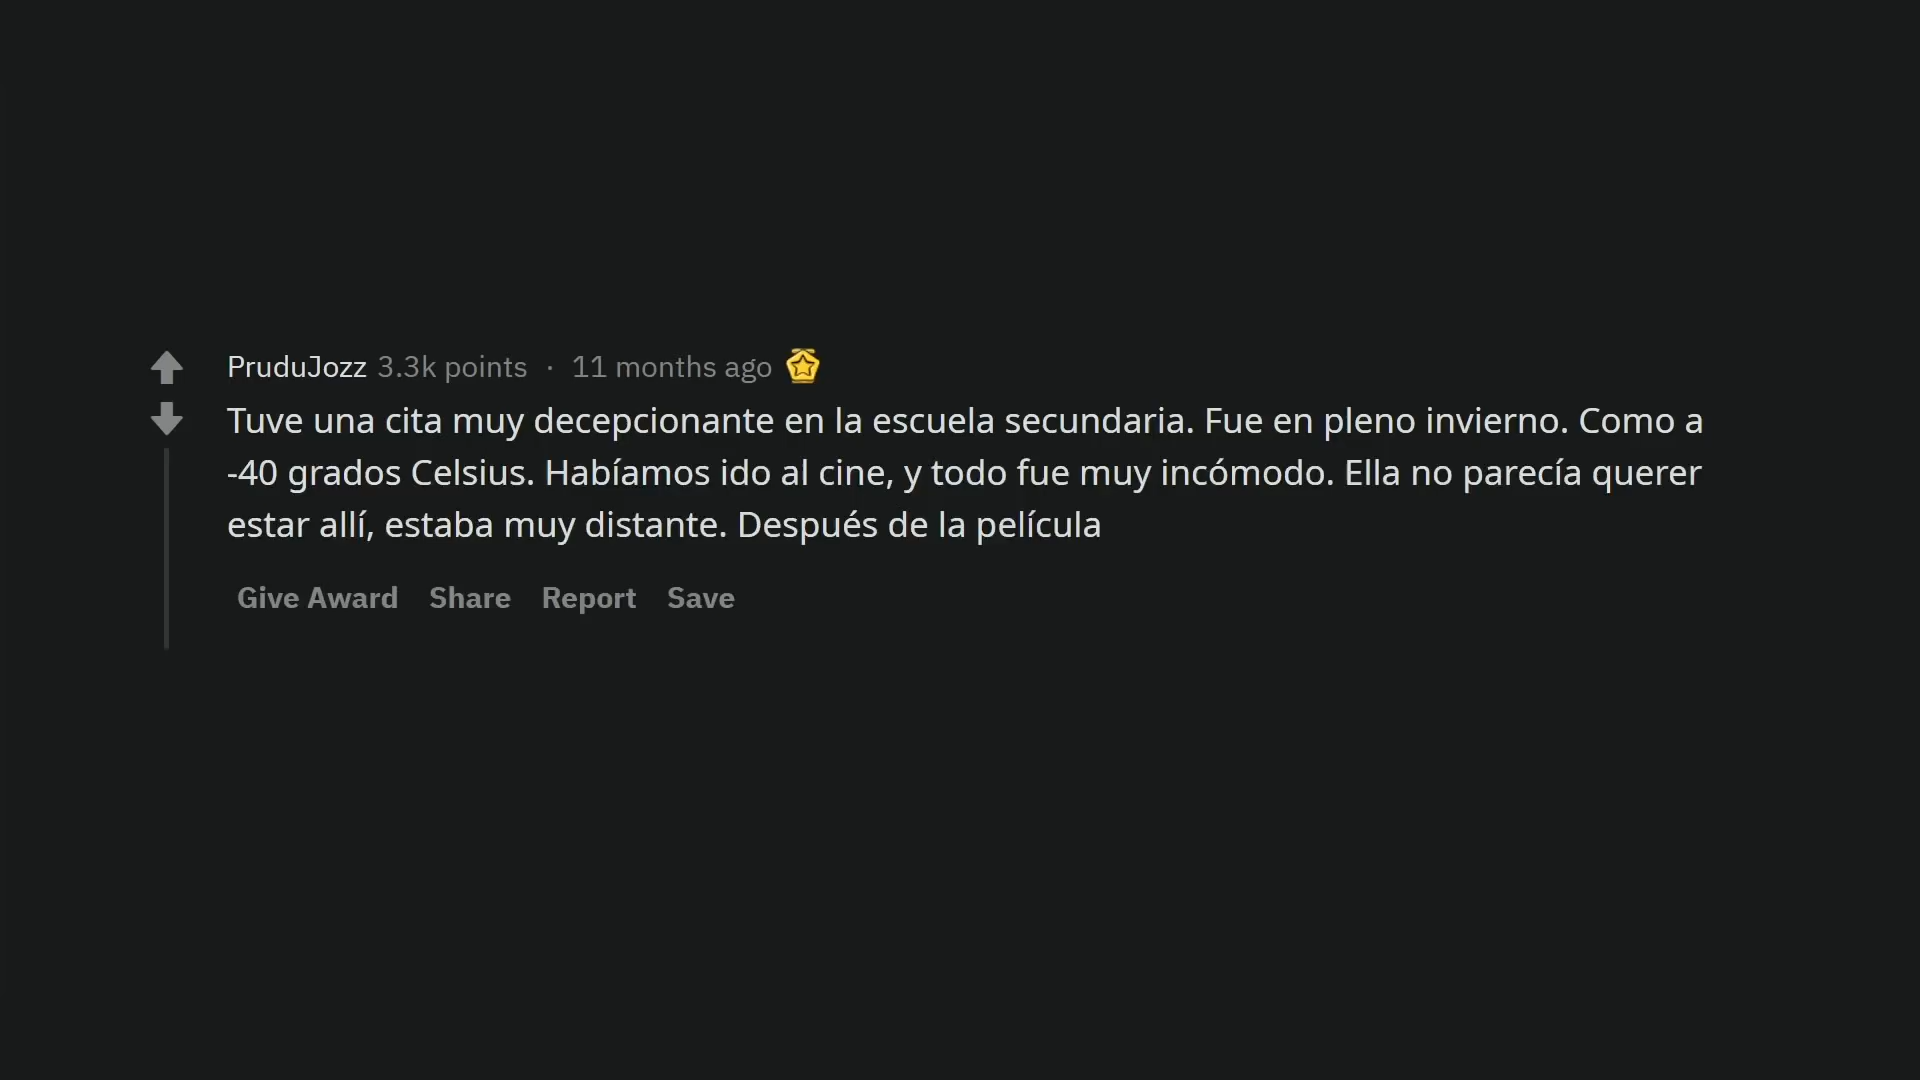 PruduJozz 3.3k points · 11 months ago
Tuve una cita muy decepcionante en la escuela secundaria. Fue en pleno invierno. Como a
-40 grados Celsius. Habíamos ido al cine, y todo fue muy incómodo. Ella no parecía querer
estar allí, estaba muy distante. Después de la película
Give Award Share Report Save